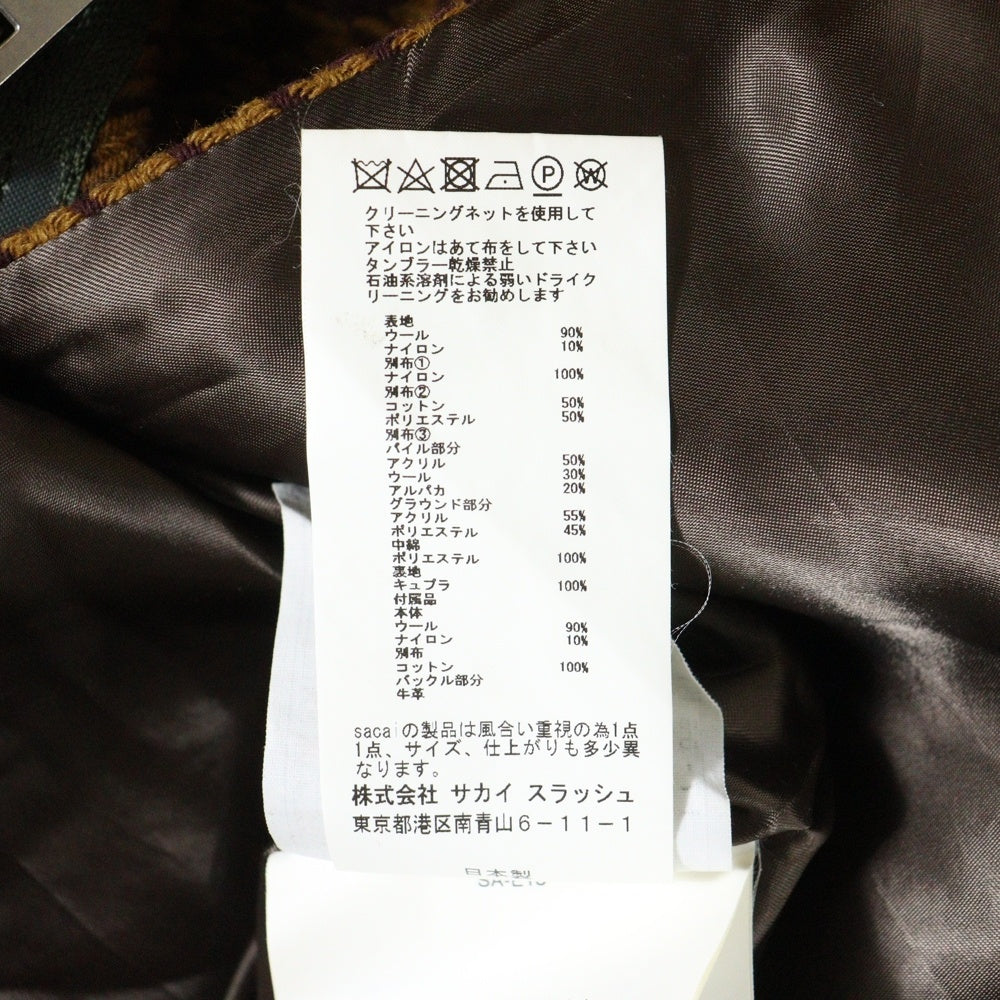 クリーニングネットを使用して
下さい
アイロンはあて布をして下さい
タンブラー乾燥禁止
石油系溶剤による弱いドライク
リーニングをお勧めします
表地
ウール 90%
ナイロン 10%
別布①
ナイロン 100%
別布②
コットン 50%
ポリエステル 50%
別布③
パイル部分
アクリル 50%
ウール 30%
アルパカ 20%
グラウンド部分
アクリル 55%
ポリエステル 45%
中綿
ポリエステル 100%
裏地
キュプラ 100%
付属品
本体
ウール 90%
ナイロン 10%
別布
コットン 100%
バックル部分
牛革
sacaiの製品は風合い重視の為1点
1点、サイズ、仕上がりも多少異
なります。
株式会社 サカイ スラッシュ
東京都港区南青山6-11-1
日本製